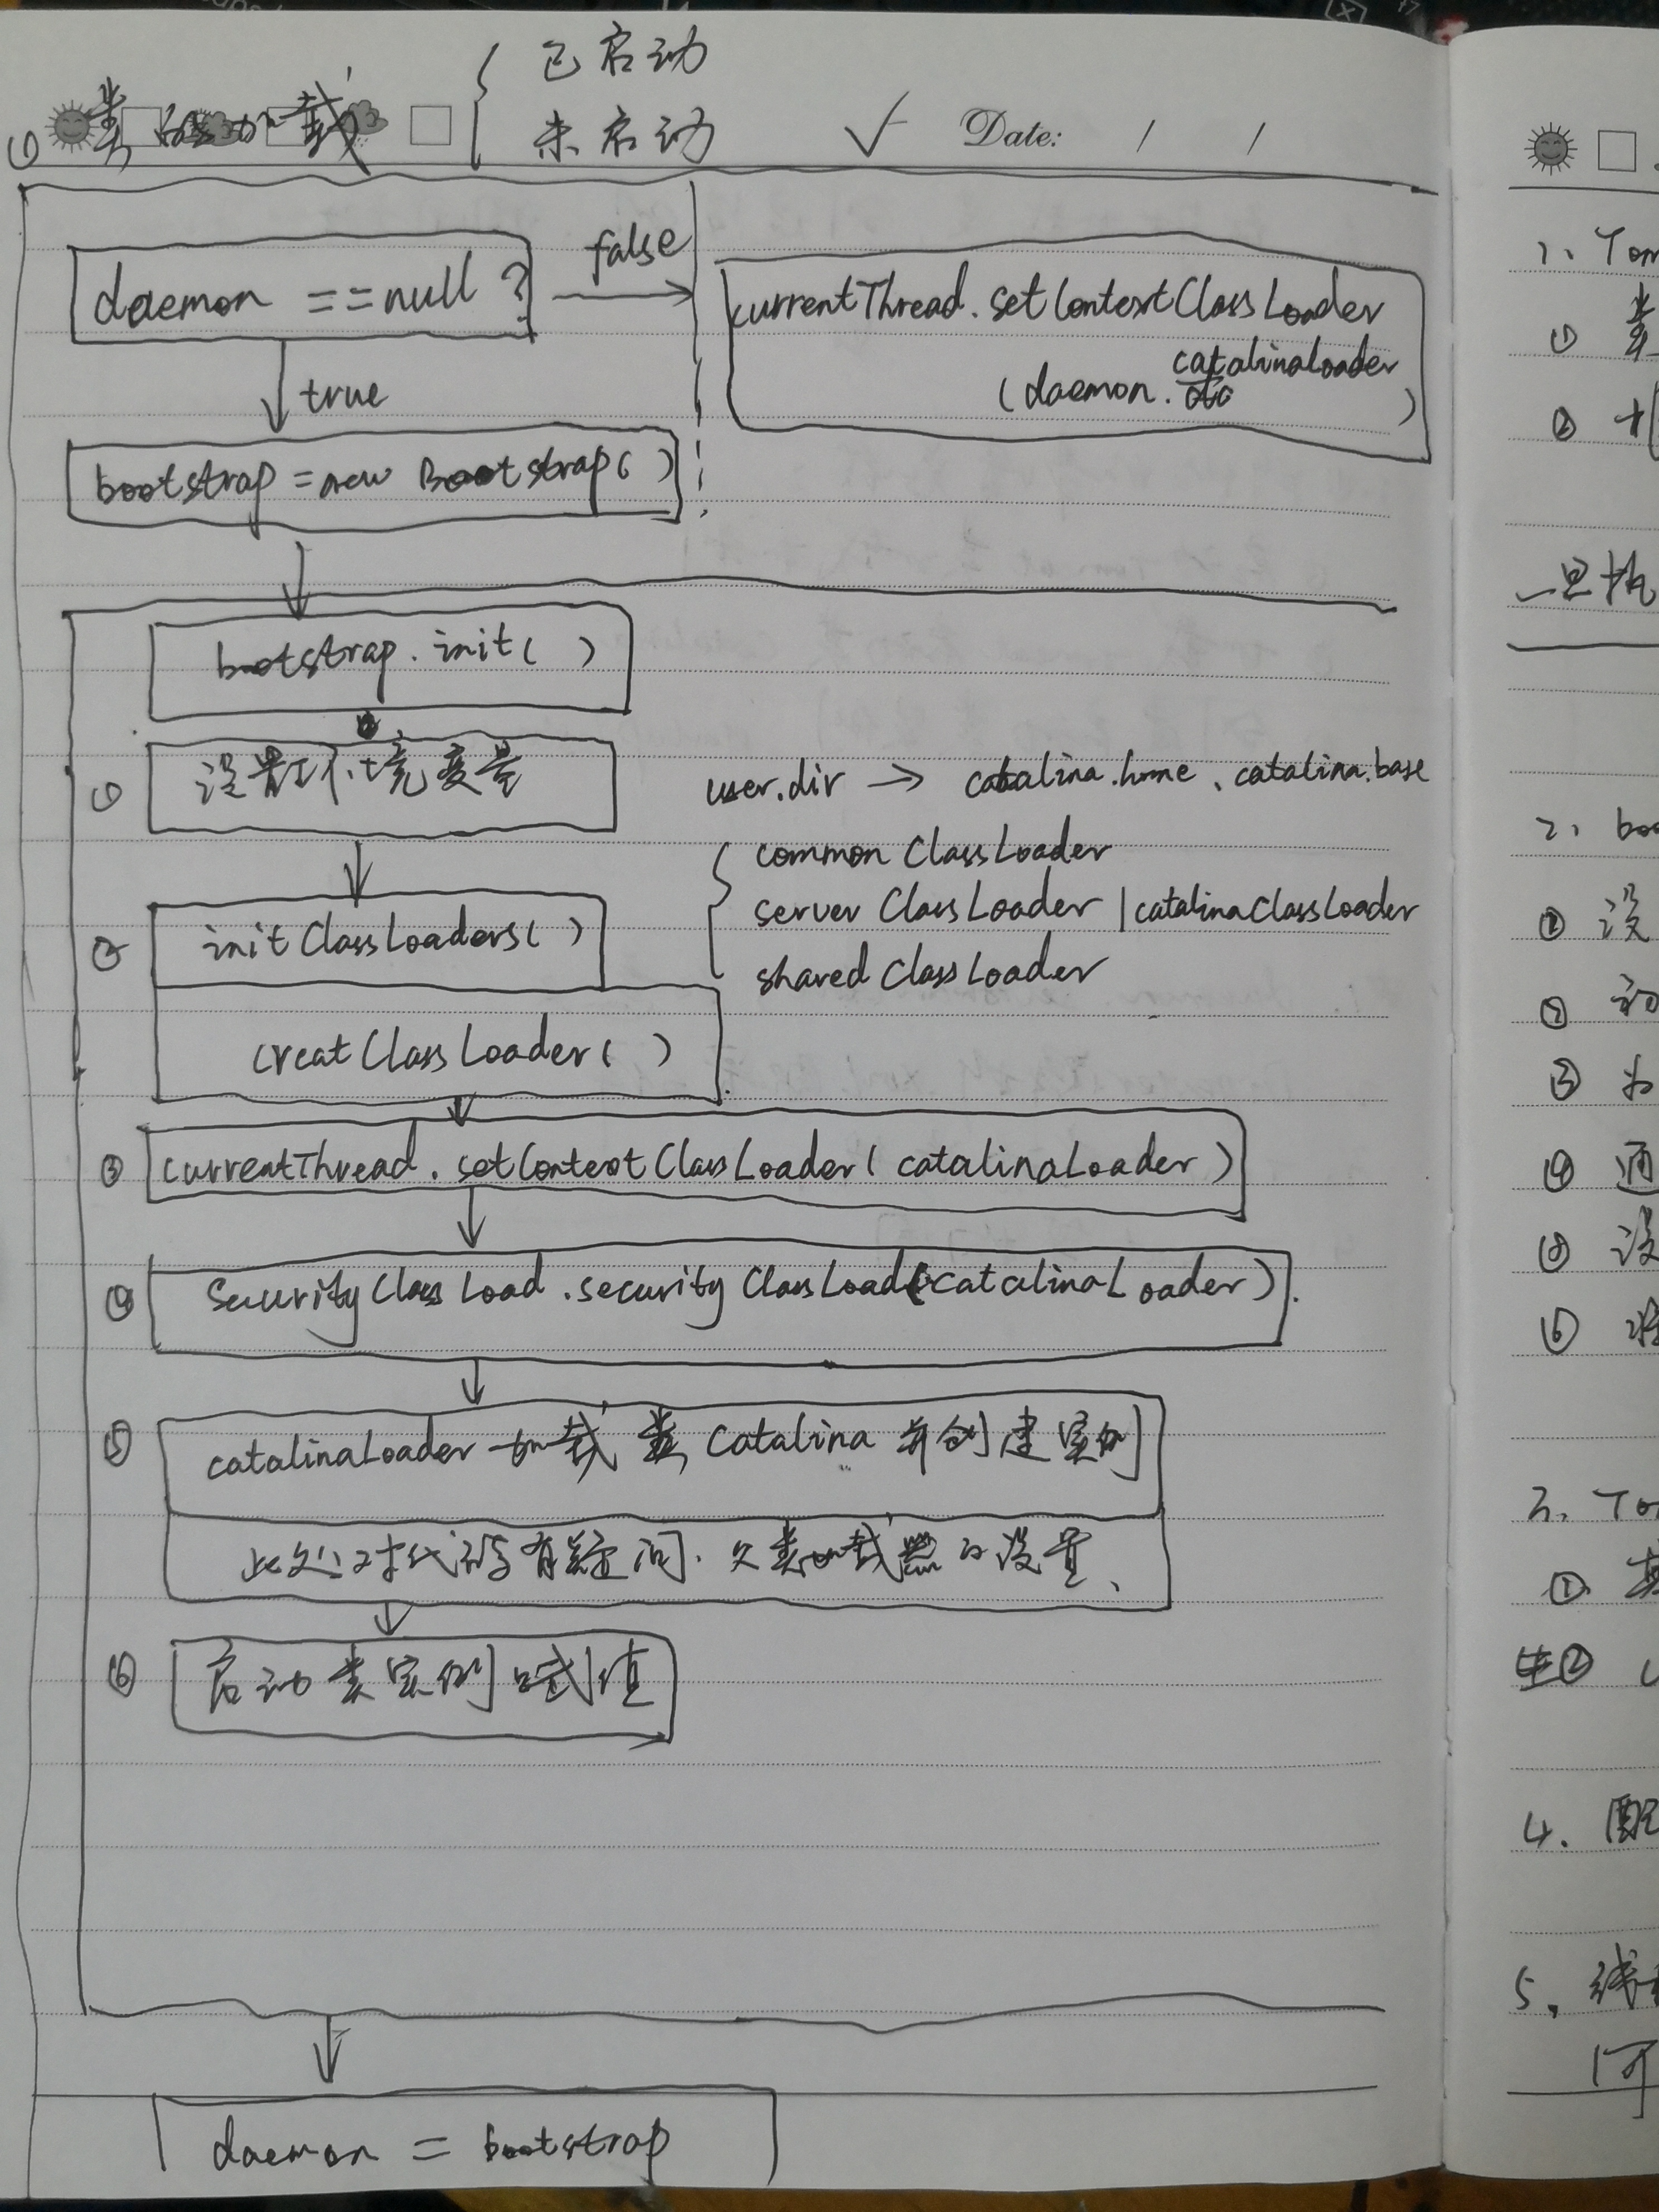 已启动
① 类的加载
未启动
Date: / /
daemon ==null?
false
currentThread.setContextClassLoader
(daemon.catalinaLoader)
true
bootstrap = new Bootstrap()
bootstrap.init()
① 设置环境变量
user.dir → catalina.home、catalina.base
common ClassLoader
② initClassLoaders()
server ClassLoader | catalinaClassLoader
shared ClassLoader
creatClassLoader()
③ currentThread.setContextClassLoader(catalinaLoader)
④ SecurityClassLoad.securityClassLoad(catalinaLoader).
⑤ catalinaLoader 加载类 Catalina 并创建实例
此处对代码有疑问.父类加载器的设置、
⑥ 启动类实例赋值
daemon = bootstrap
1、Tom
①
②
一旦执
2、boo
② 设
② 初
③ 为
④ 通
⑤ 设
⑥
3、To
① 其
②
4.配
5、线